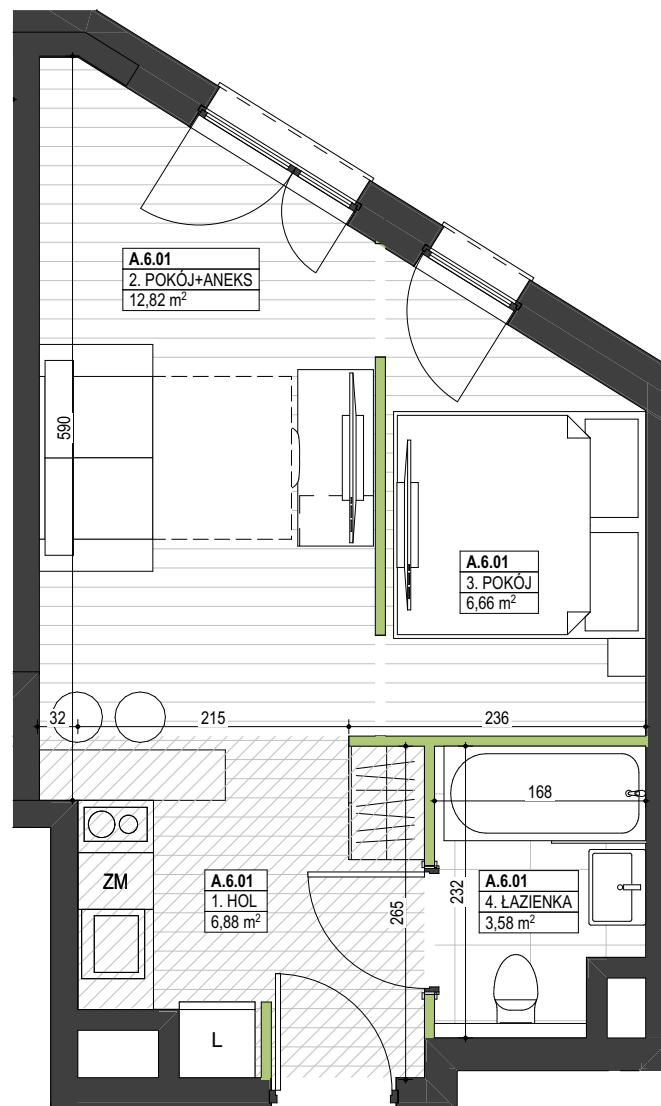 A.6.01
2. POKÓJ+ANEKS
12,82 m²
590
A.6.01
3. POKÓJ
6,66 m²
32
215
236
168
ZM
A.6.01
1. HOL
6,88 m²
265
232
A.6.01
4. ŁAZIENKA
3,58 m²
L